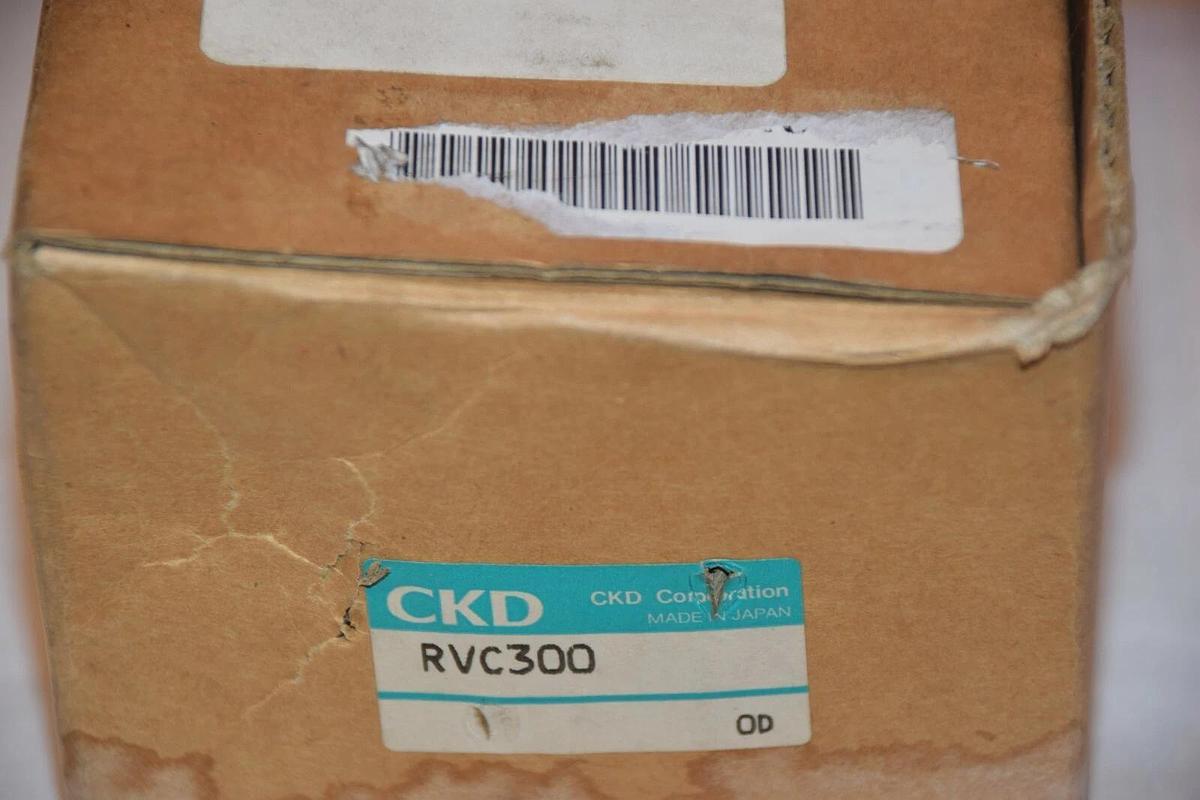 CKD
CKD Corporation
MADE IN JAPAN
RVC300
OD